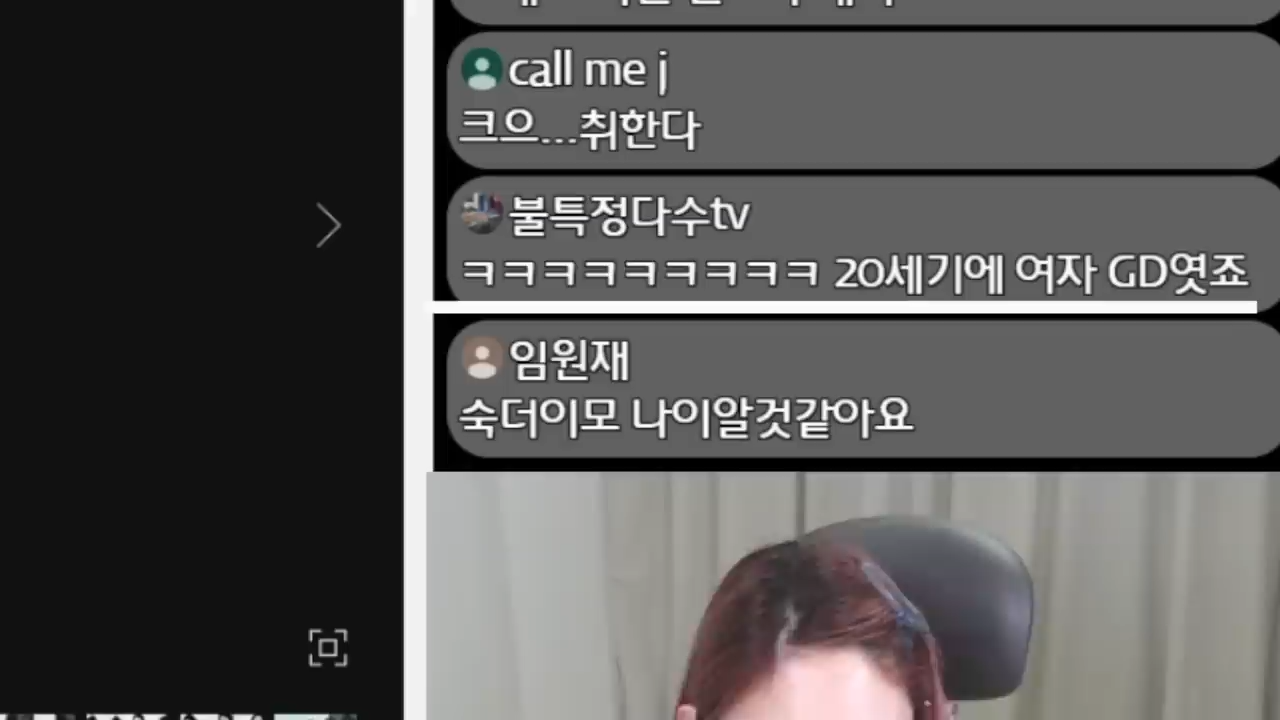 call me j
크으...취한다
불특정다수tv
ㅋㅋㅋㅋㅋㅋㅋㅋㅋ 20세기에 여자 GD엿죠
임원재
숙더이모 나이알것같아요